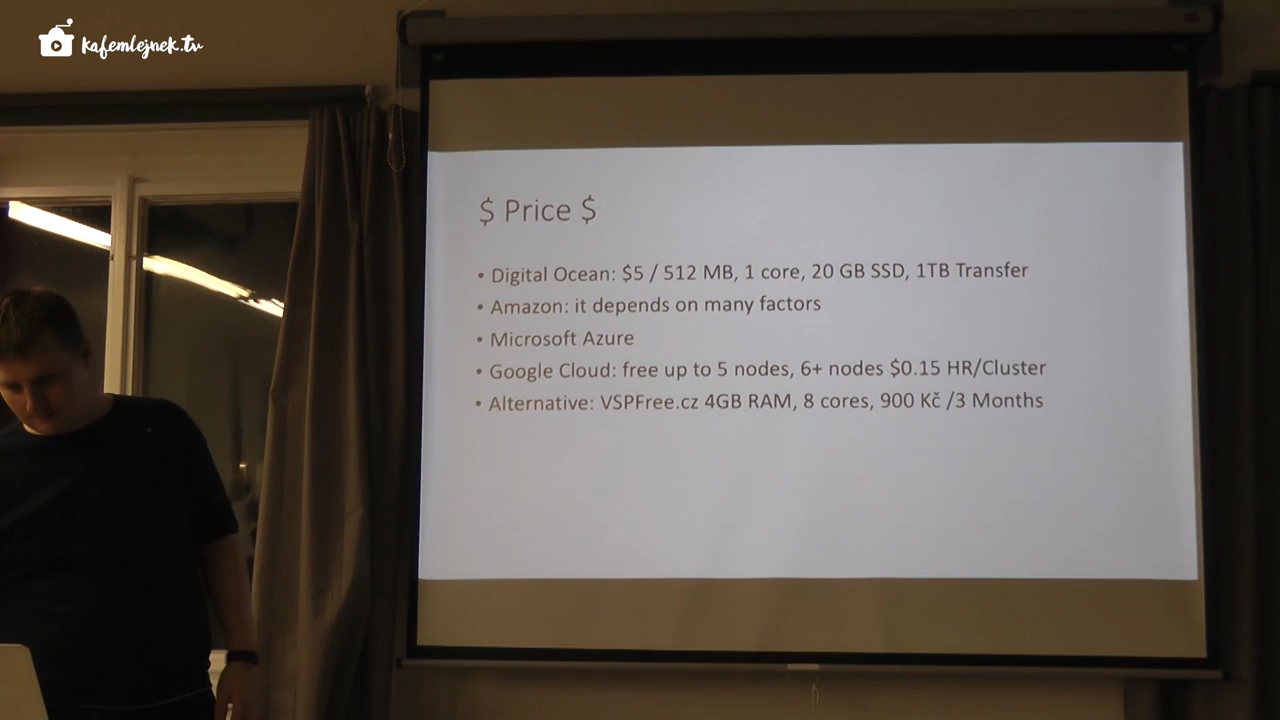 kafemlejnek.tv
$ Price $
• Digital Ocean: $5 / 512 MB, 1 core, 20 GB SSD, 1TB Transfer
• Amazon: it depends on many factors
• Microsoft Azure
• Google Cloud: free up to 5 nodes, 6+ nodes $0.15 HR/Cluster
• Alternative: VSPFree.cz 4GB RAM, 8 cores, 900 Kč /3 Months